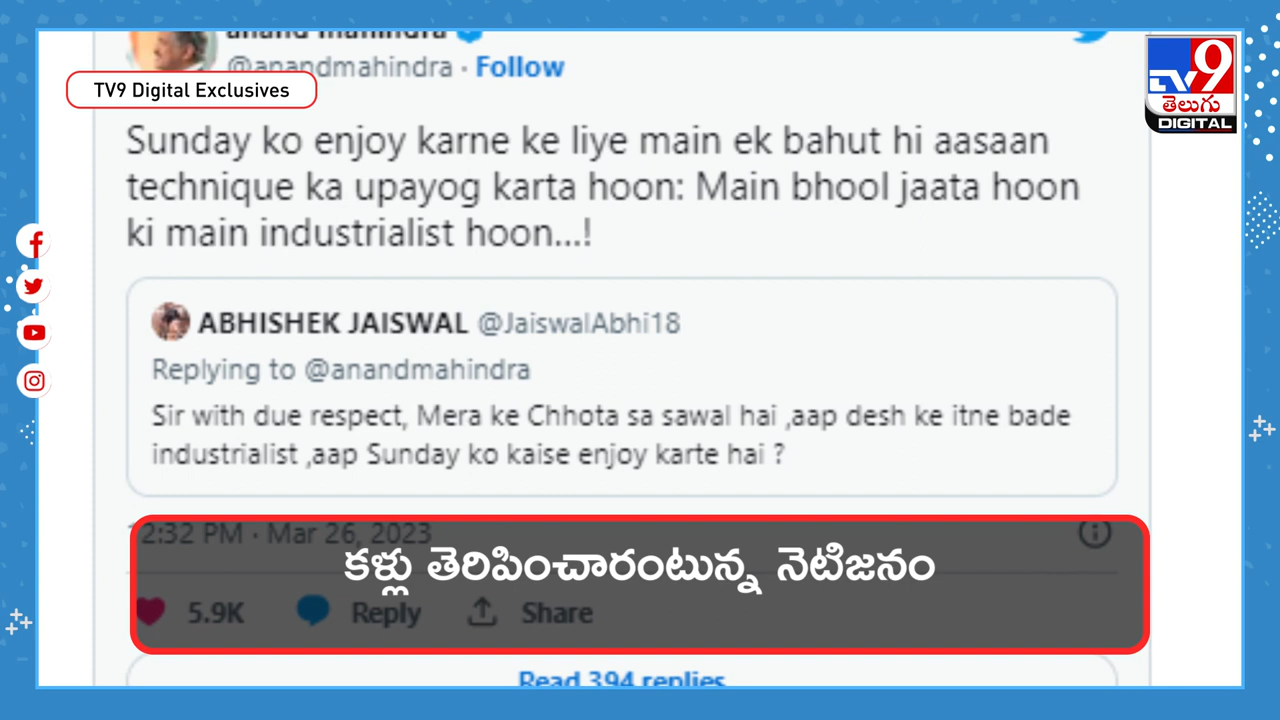 anand mahindra
@anandmahindra · Follow
TV9 Digital Exclusives
TV9
తెలుగు
DIGITAL
Sunday ko enjoy karne ke liye main ek bahut hi aasaan
technique ka upayog karta hoon: Main bhool jaata hoon
ki main industrialist hoon...!
ABHISHEK JAISWAL @JaiswalAbhi18
Replying to @anandmahindra
Sir with due respect, Mera ke Chhota sa sawal hai ,aap desh ke itne bade
industrialist ,aap Sunday ko kaise enjoy karte hai ?
12:32 PM · Mar 26, 2023
కళ్లు తెరిపించారంటున్న నెటిజనం
5.9K Reply Share
Read 394 replies